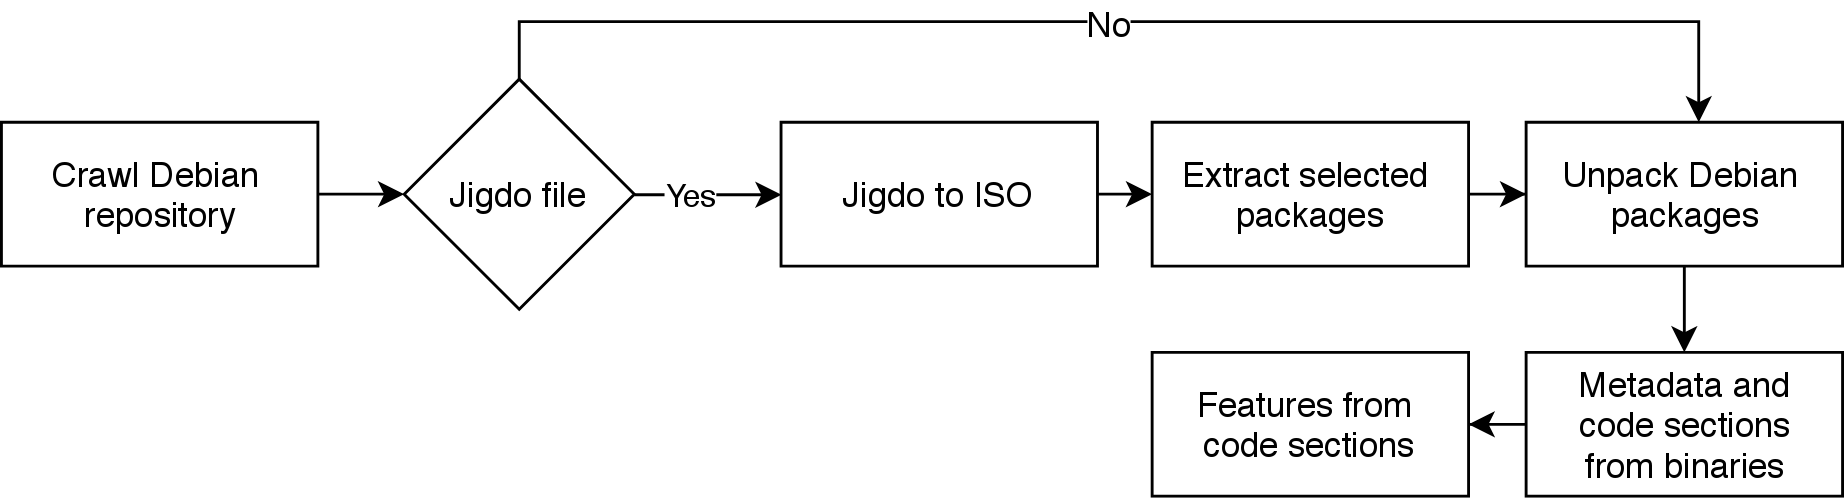 No
Crawl Debian
repository
Jigdo file
Yes
Jigdo to ISO
Extract selected
packages
Unpack Debian
packages
Features from
code sections
Metadata and
code sections
from binaries